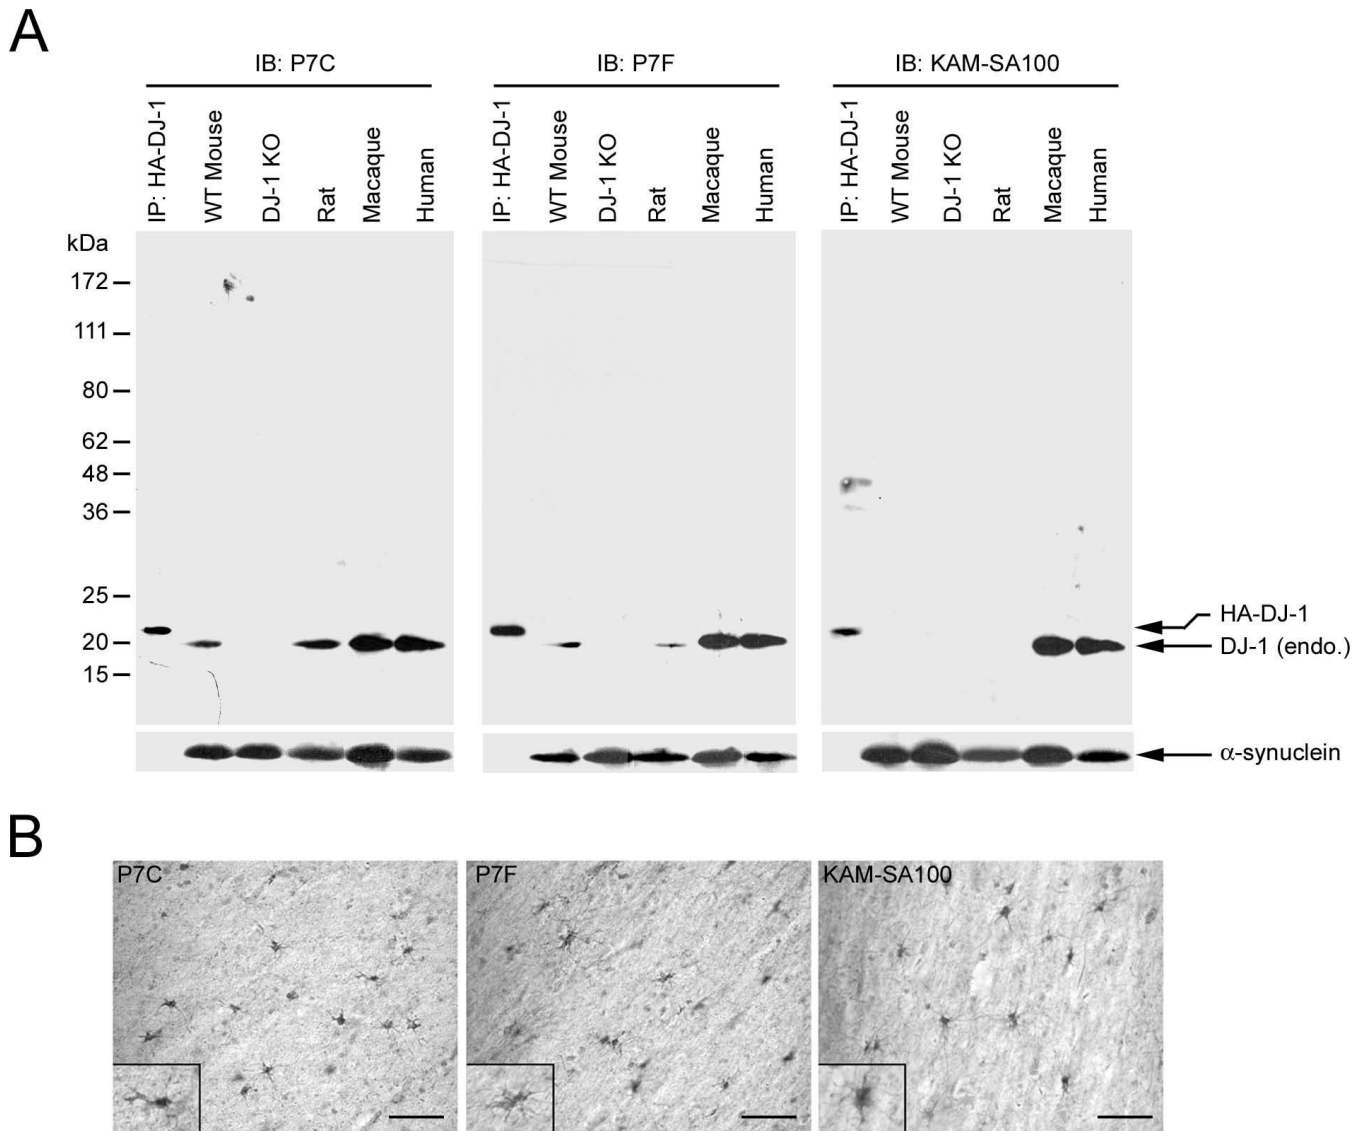 A
IB: P7C
IB: P7F
IB: KAM-SA100
IP: HA-DJ-1
WT Mouse
DJ-1 KO
Rat
Macaque
Human
IP: HA-DJ-1
WT Mouse
DJ-1 KO
Rat
Macaque
Human
IP: HA-DJ-1
WT Mouse
DJ-1 KO
Rat
Macaque
Human
kDa
172
111
80
62
48
36
25
20
15
HA-DJ-1
DJ-1 (endo.)
α-synuclein
B
P7C
P7F
KAM-SA100